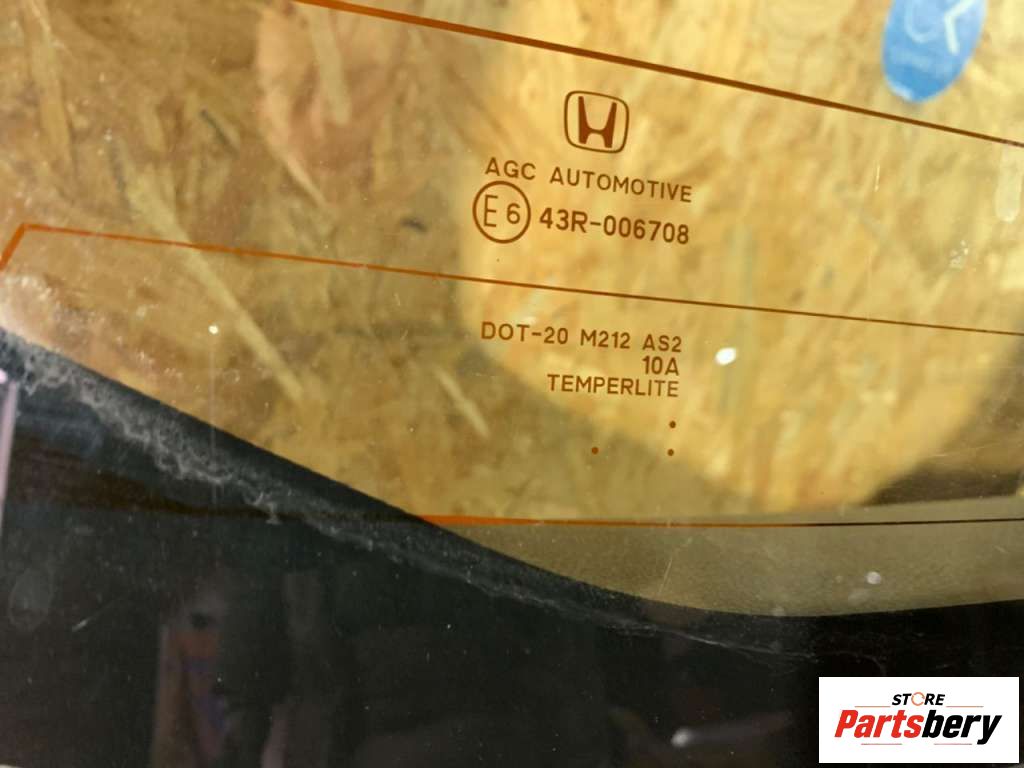 AGC AUTOMOTIVE
E6 43R-006708
DOT-20 M212 AS2
10A
TEMPERLITE
STORE
Partsbery